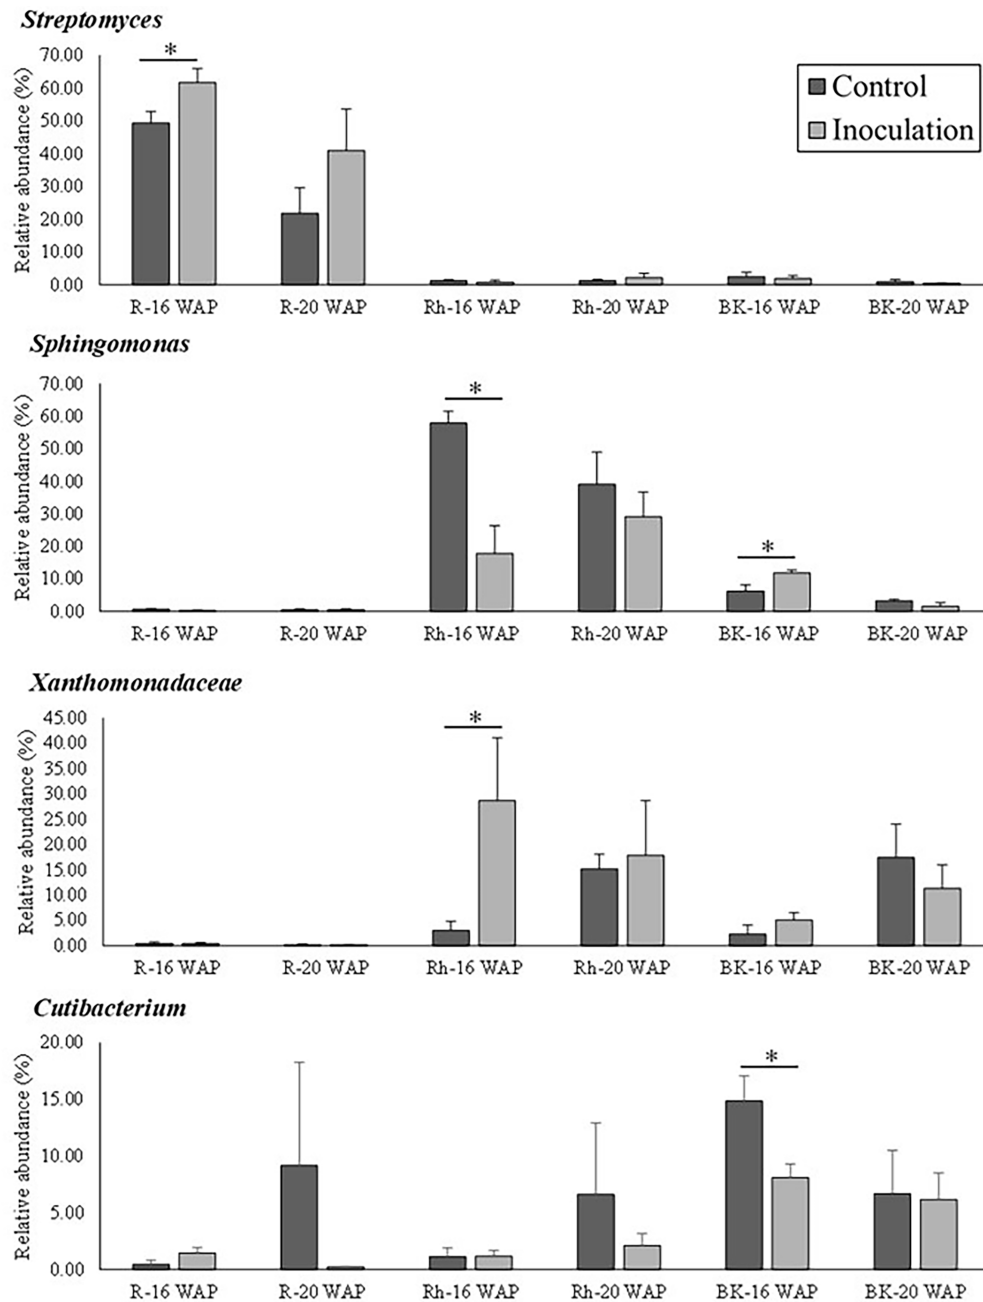 Streptomyces
Relative abundance (%)
70.00
60.00
50.00
40.00
30.00
20.00
10.00
0.00
*
Control
Inoculation
R-16 WAP R-20 WAP Rh-16 WAP Rh-20 WAP BK-16 WAP BK-20 WAP
Sphingomonas
Relative abundance (%)
70.00
60.00
50.00
40.00
30.00
20.00
10.00
0.00
*
*
R-16 WAP R-20 WAP Rh-16 WAP Rh-20 WAP BK-16 WAP BK-20 WAP
Xanthomonadaceae
Relative abundance (%)
45.00
40.00
35.00
30.00
25.00
20.00
15.00
10.00
5.00
0.00
*
R-16 WAP R-20 WAP Rh-16 WAP Rh-20 WAP BK-16 WAP BK-20 WAP
Cutibacterium
Relative abundance (%)
20.00
15.00
10.00
5.00
0.00
*
R-16 WAP R-20 WAP Rh-16 WAP Rh-20 WAP BK-16 WAP BK-20 WAP